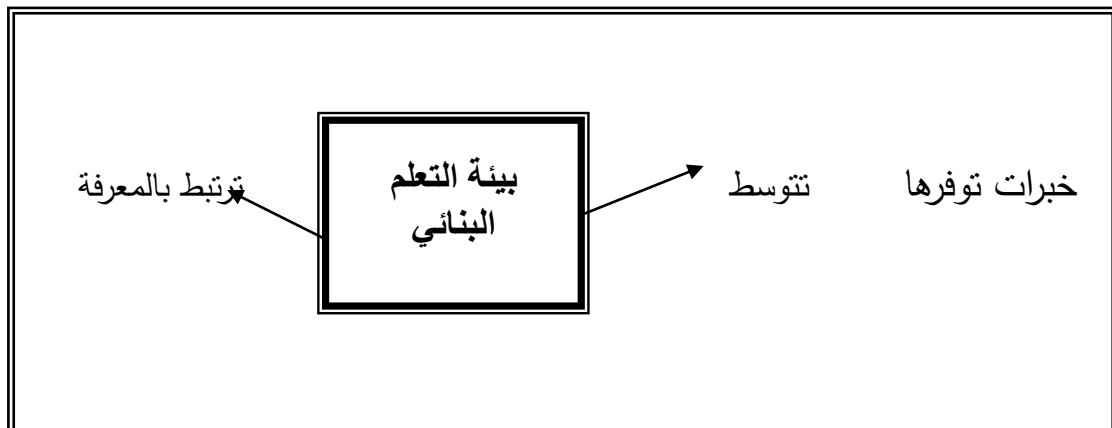 خبرات توفرها تتوسط
بيئة التعلم
البنائي
ترتبط بالمعرفة